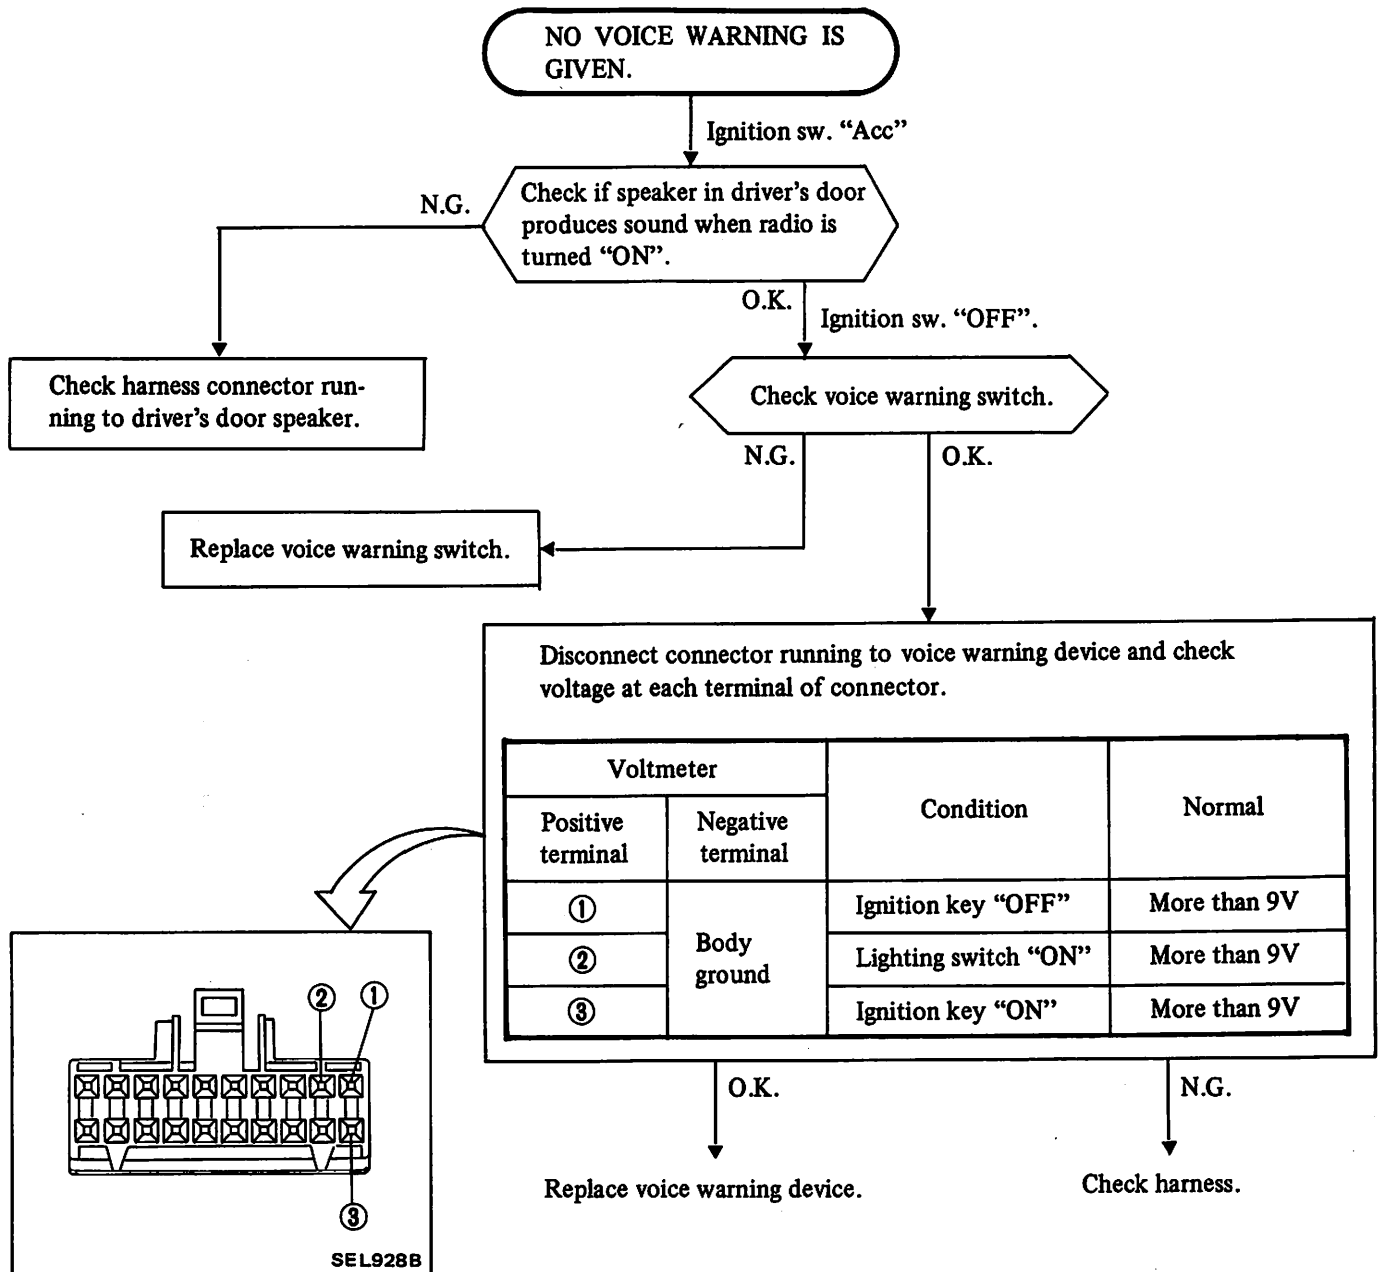 NO VOICE WARNING IS
GIVEN.
Ignition sw. “Acc”
Check if speaker in driver’s door
produces sound when radio is
turned “ON”.
N.G.
O.K.
Ignition sw. “OFF”.
Check harness connector run-
ning to driver’s door speaker.
Check voice warning switch.
N.G.
O.K.
Replace voice warning switch.
Disconnect connector running to voice warning device and check
voltage at each terminal of connector.
Voltmeter
Condition
Normal
Positive
terminal
Negative
terminal
①
Body
ground
Ignition key “OFF”
More than 9V
②
Lighting switch “ON”
More than 9V
③
Ignition key “ON”
More than 9V
② ①
③
SEL928B
O.K.
N.G.
Replace voice warning device.
Check harness.